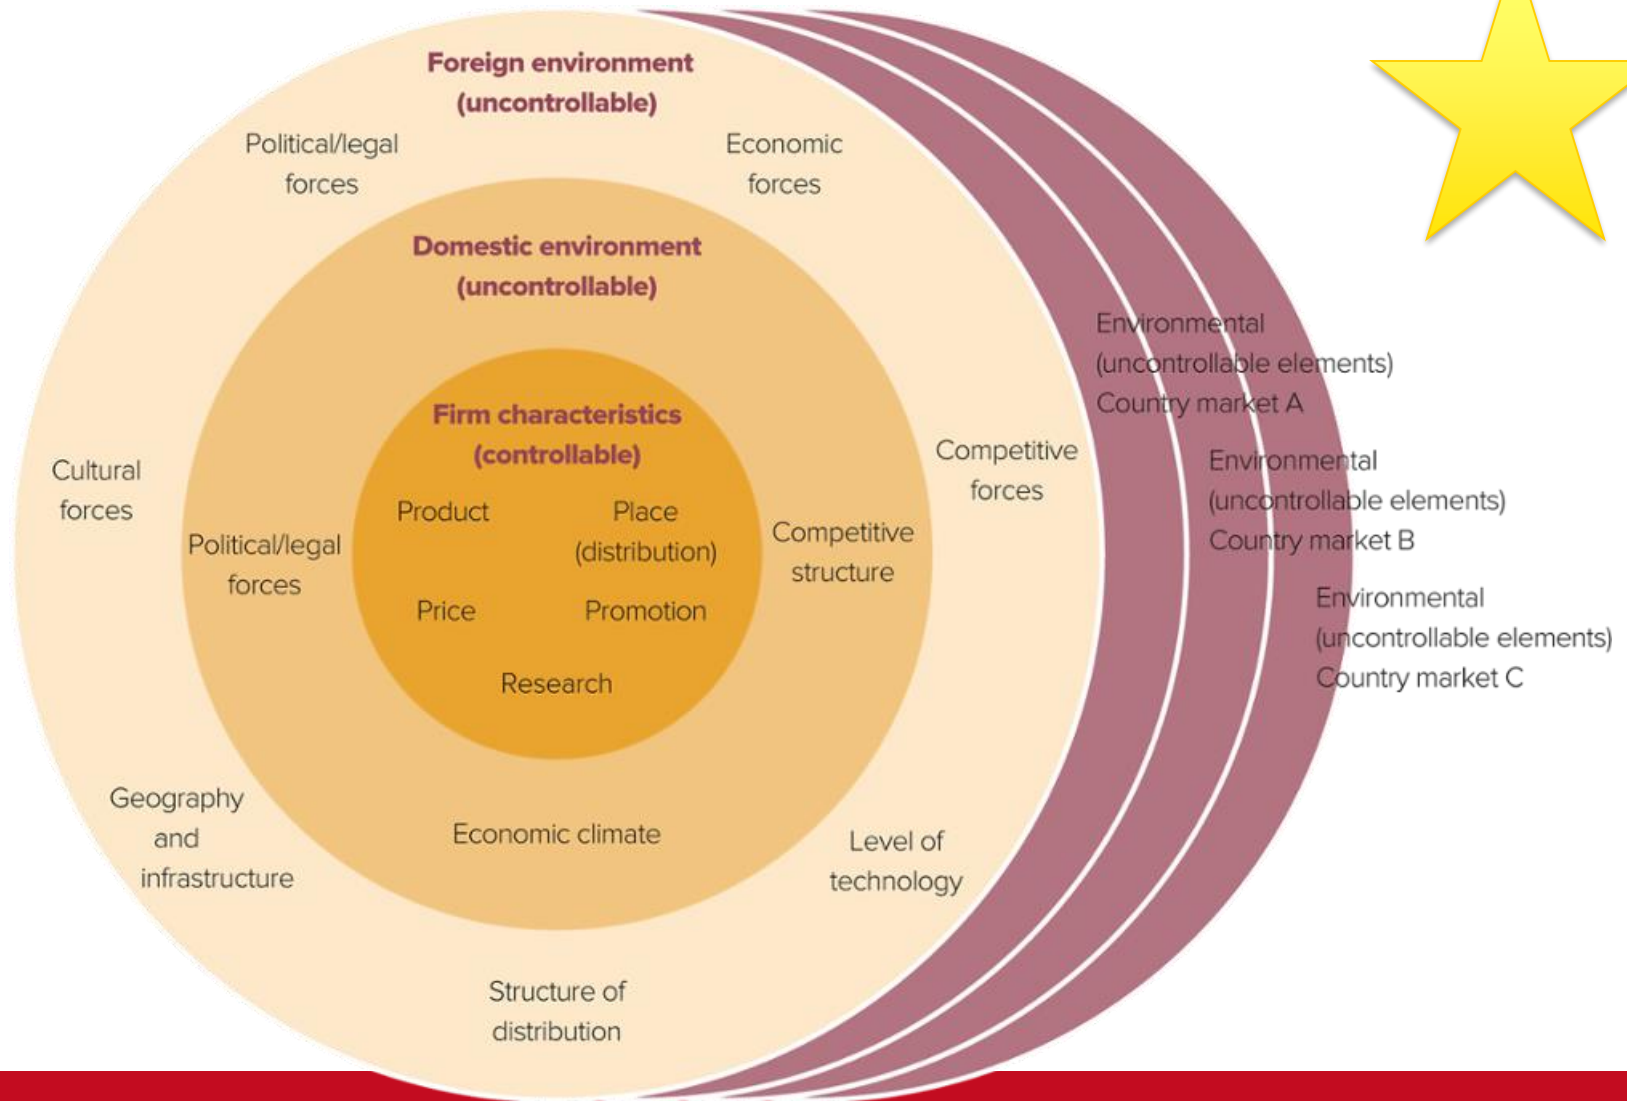 Foreign environment
(uncontrollable)
Political/legal
forces
Economic
forces
Domestic environment
(uncontrollable)
Firm characteristics
(controllable)
Cultural
forces
Political/legal
forces
Product
Place
(distribution)
Price
Promotion
Research
Competitive
structure
Competitive
forces
Geography
and
infrastructure
Economic climate
Level of
technology
Structure of
distribution
Environmental
(uncontrollable elements)
Country market A
Environmental
(uncontrollable elements)
Country market B
Environmental
(uncontrollable elements)
Country market C